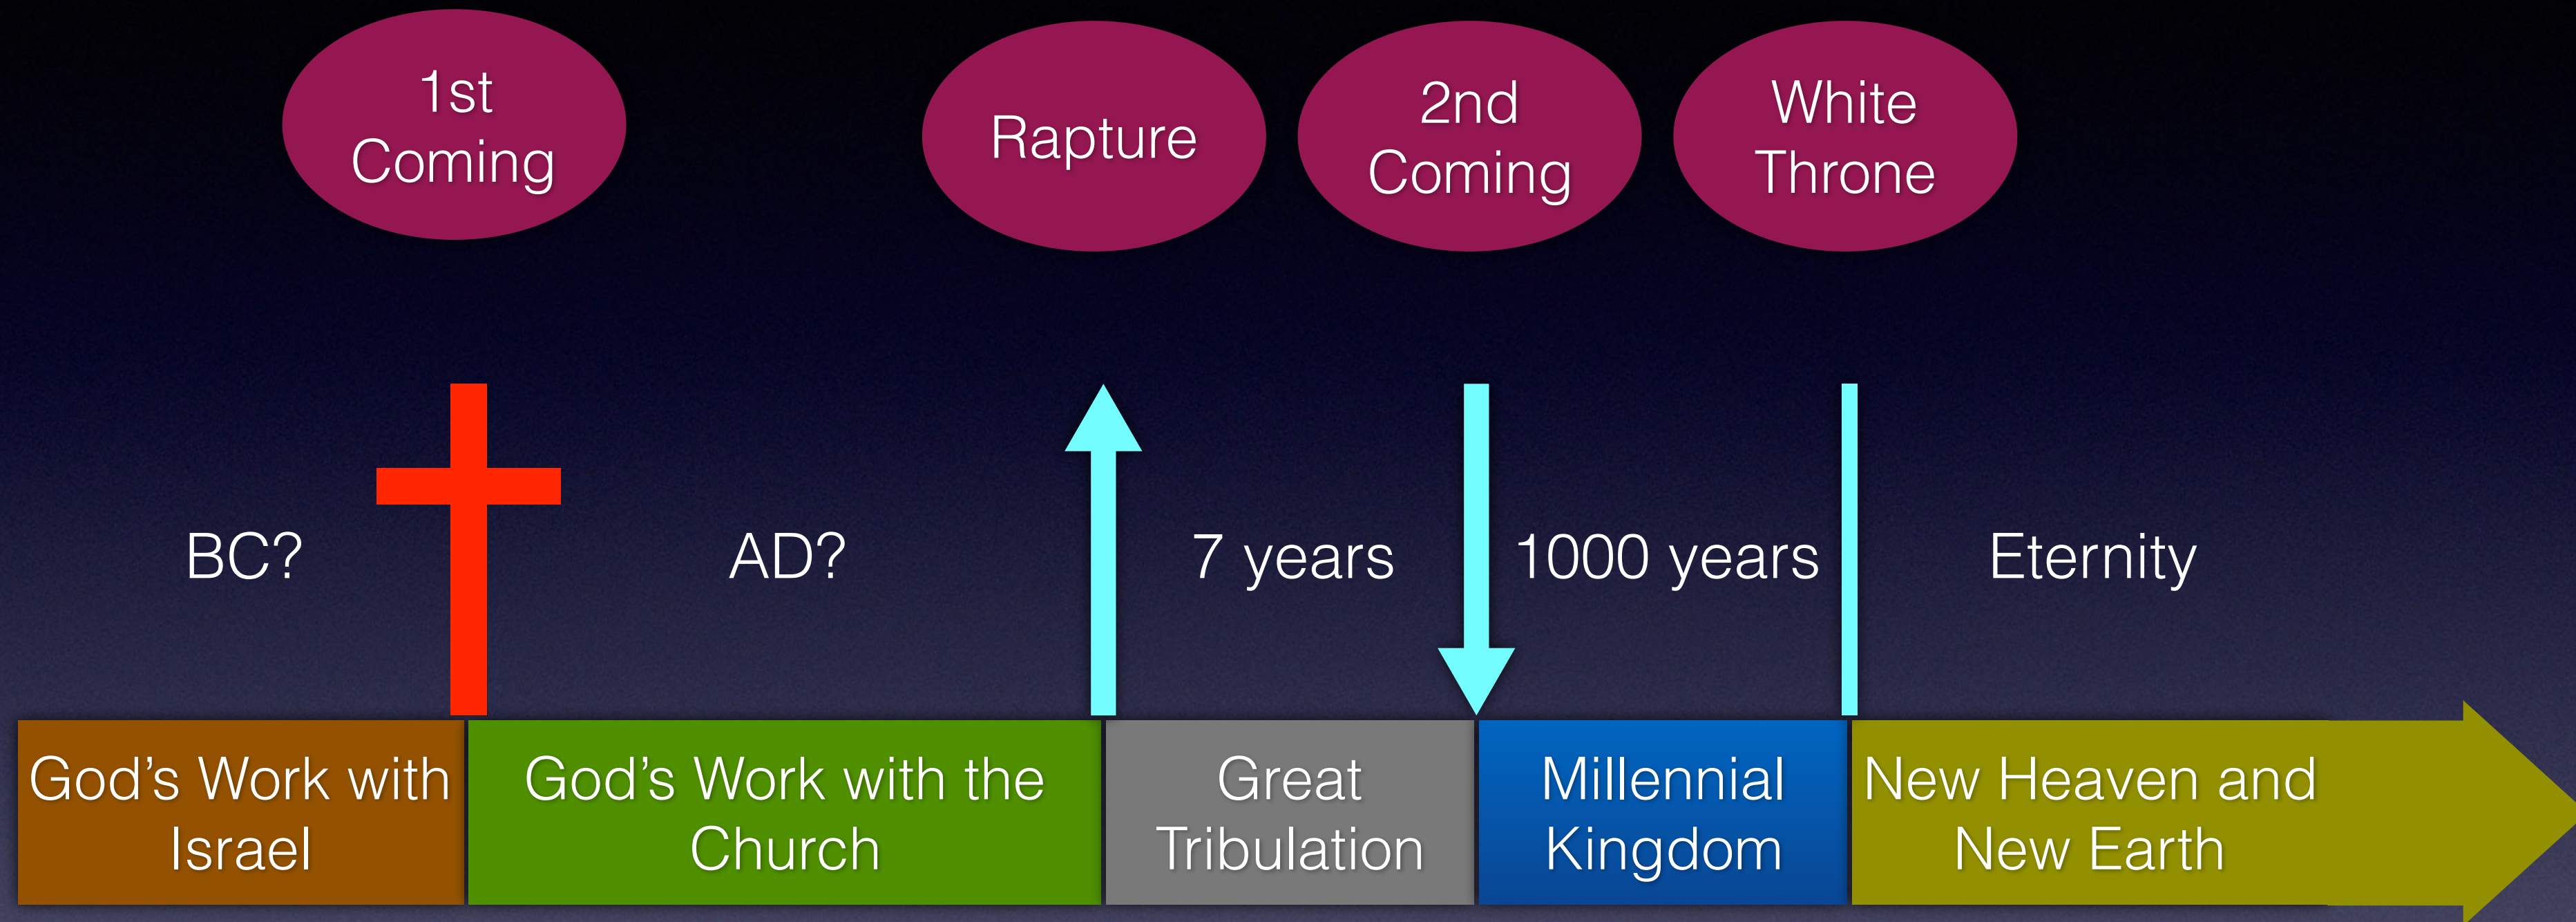 1st
Coming
Rapture
2nd
Coming
White
Throne
BC?
AD?
7 years
1000 years
Eternity
God’s Work with
Israel
God’s Work with the
Church
Great
Tribulation
Millennial
Kingdom
New Heaven and
New Earth